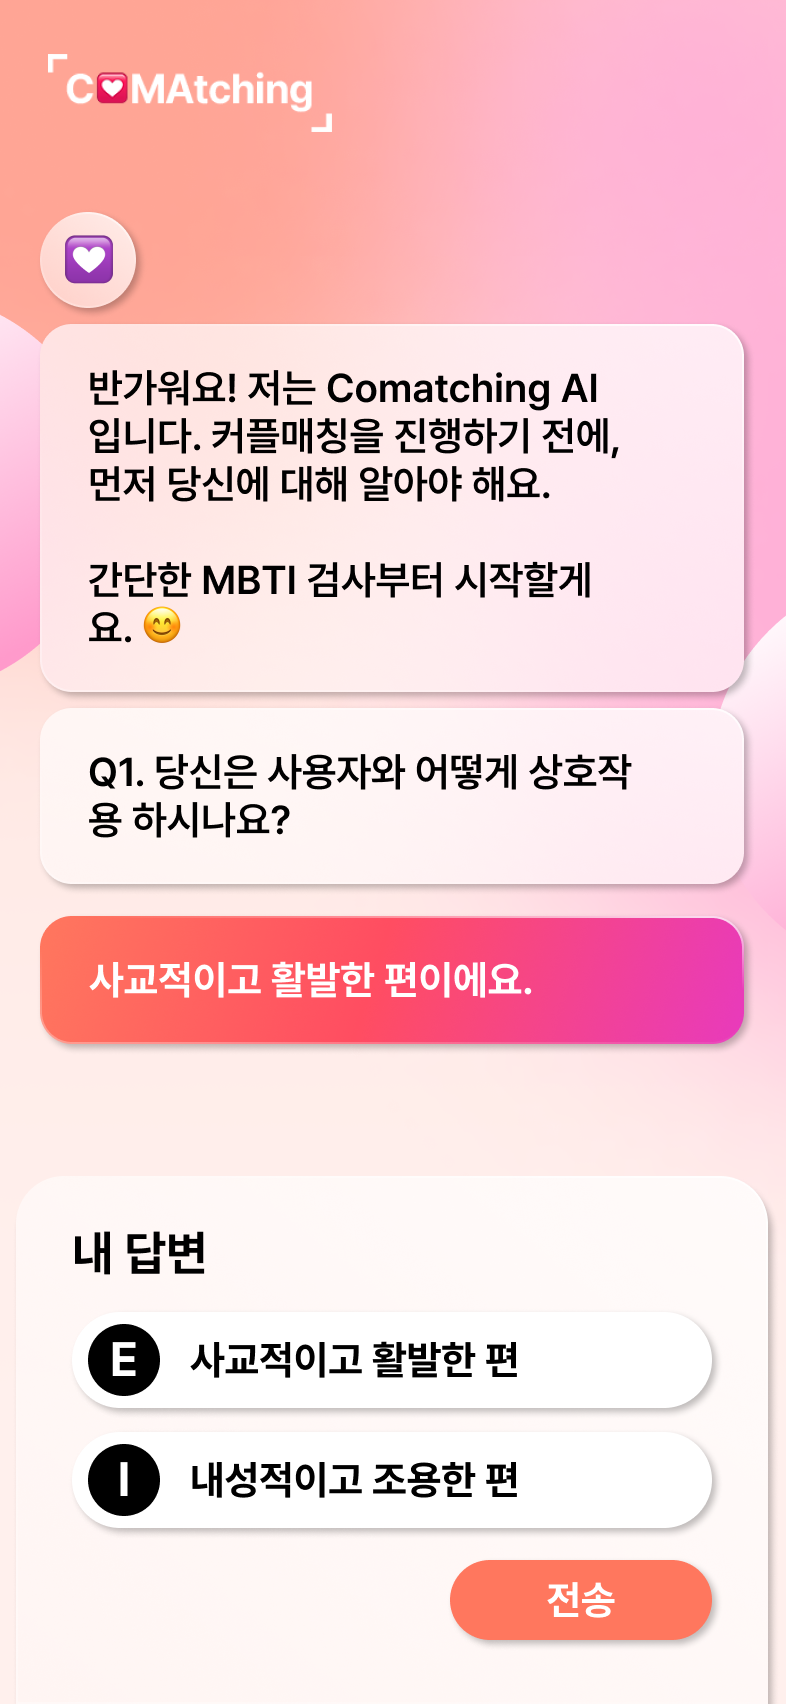 C💟MAtching
반가워요! 저는 Comatching AI
입니다. 커플매칭을 진행하기 전에,
먼저 당신에 대해 알아야 해요.
간단한 MBTI 검사부터 시작할게
요. 😊
Q1. 당신은 사용자와 어떻게 상호작
용 하시나요?
사교적이고 활발한 편이에요.
내 답변
E 사교적이고 활발한 편
I 내성적이고 조용한 편
전송